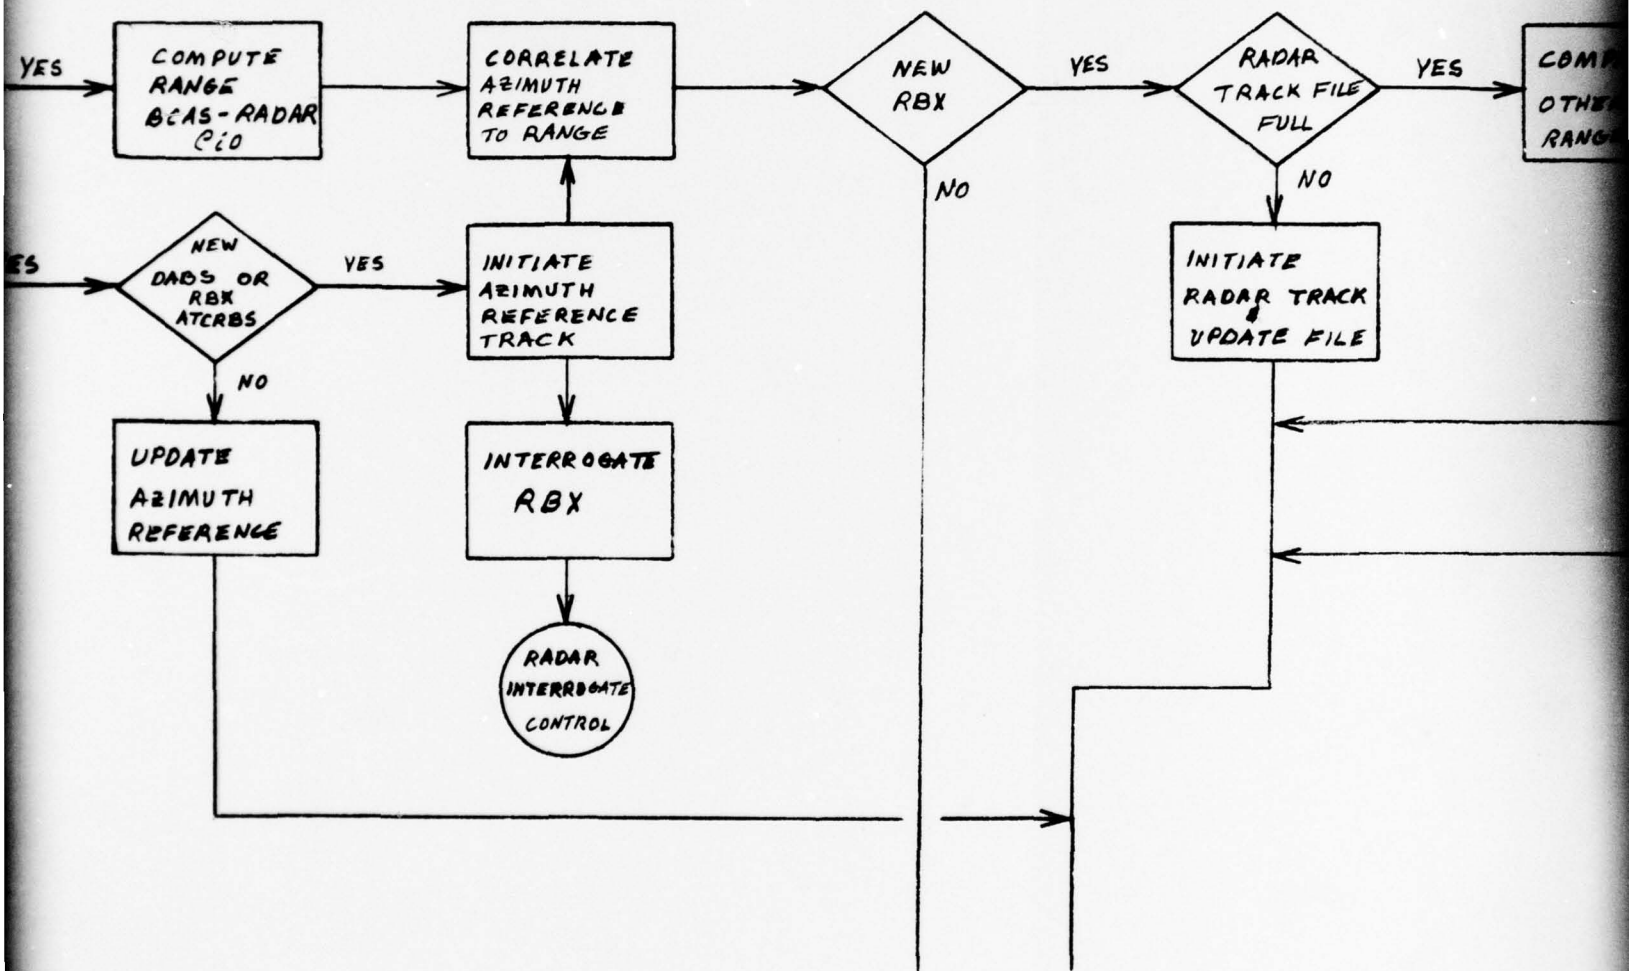 YES
COMPUTE
RANGE
BCAS-RADAR
CORRELATE
AZIMUTH
REFERENCE
TO RANGE
NEW
RBX
YES
NO
RADAR
TRACK FILE
FULL
YES
NO
OTHER
RANGE
NEW
DABS OR
RBX
ATCRBS
YES
NO
INITIATE
AZIMUTH
REFERENCE
TRACK
INITIATE
RADAR TRACK
&
UPDATE FILE
UPDATE
AZIMUTH
REFERENCE
INTERROGATE
RBX
RADAR
INTERROGATE
CONTROL